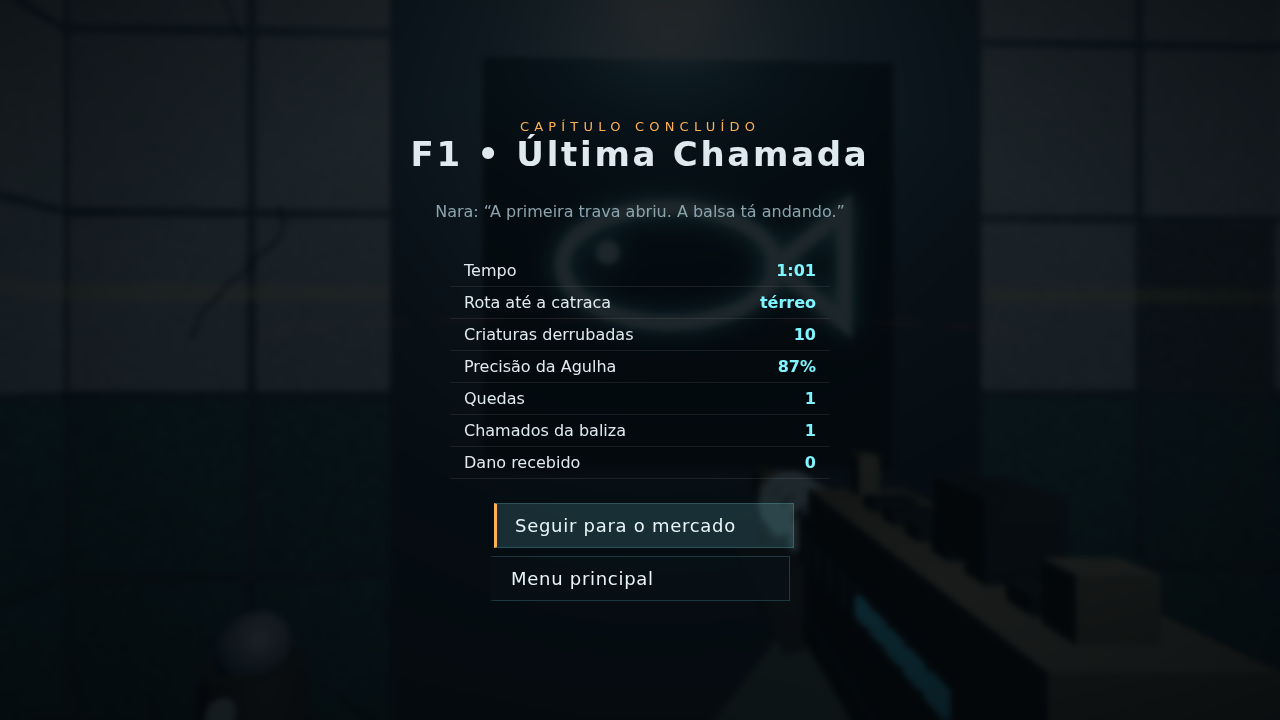 CAPÍTULO CONCLUÍDO
F1 • Última Chamada
Nara: “A primeira trava abriu. A balsa tá andando.”
Tempo 1:01
Rota até a catraca térreo
Criaturas derrubadas 10
Precisão da Agulha 87%
Quedas 1
Chamados da baliza 1
Dano recebido 0
Seguir para o mercado
Menu principal